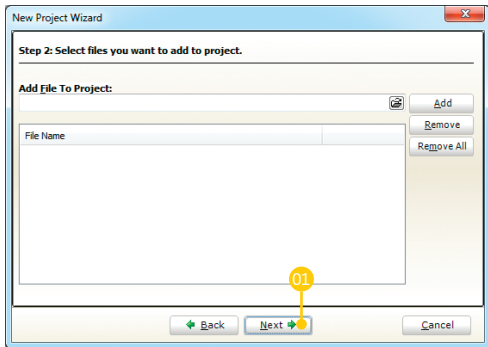 New Project Wizard
x
Step 2: Select files you want to add to project.
Add File To Project:
Add
Remove
File Name
Remove All
01
Back Next Cancel